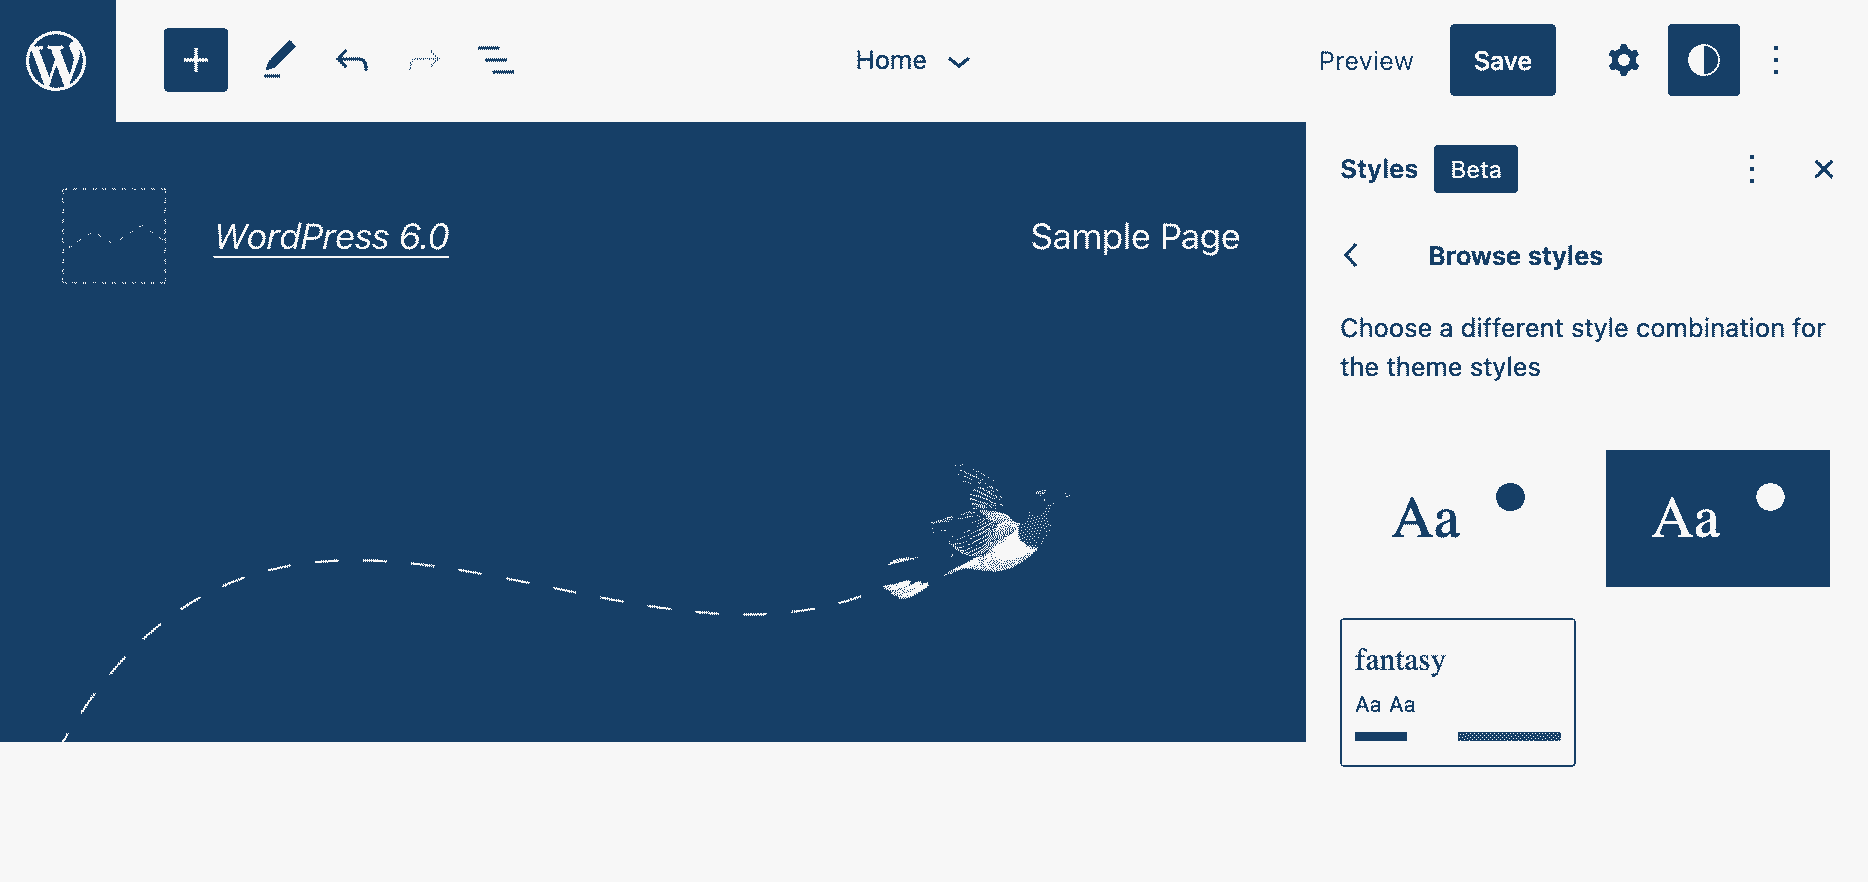 Home
Preview
Save
Styles
Beta
WordPress 6.0
Sample Page
Browse styles
Choose a different style combination for
the theme styles
Aa
Aa
fantasy
Aa Aa